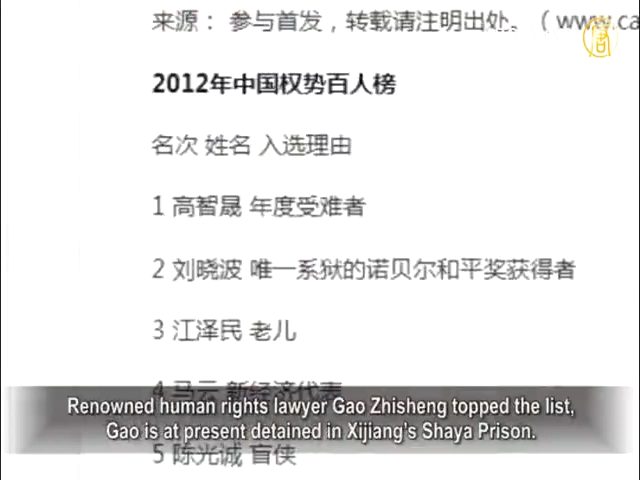 来源： 参与首发，转载请注明出处。（www.ca
2012年中国权势百人榜
名次 姓名 入选理由
1 高智晟 年度受难者
2 刘晓波 唯一系狱的诺贝尔和平奖获得者
3 江泽民 老儿
4 马云 新经济代表
Renowned human rights lawyer Gao Zhisheng topped the list,
Gao is at present detained in Xijiang's Shaya Prison.
5 陈光诚 盲侠